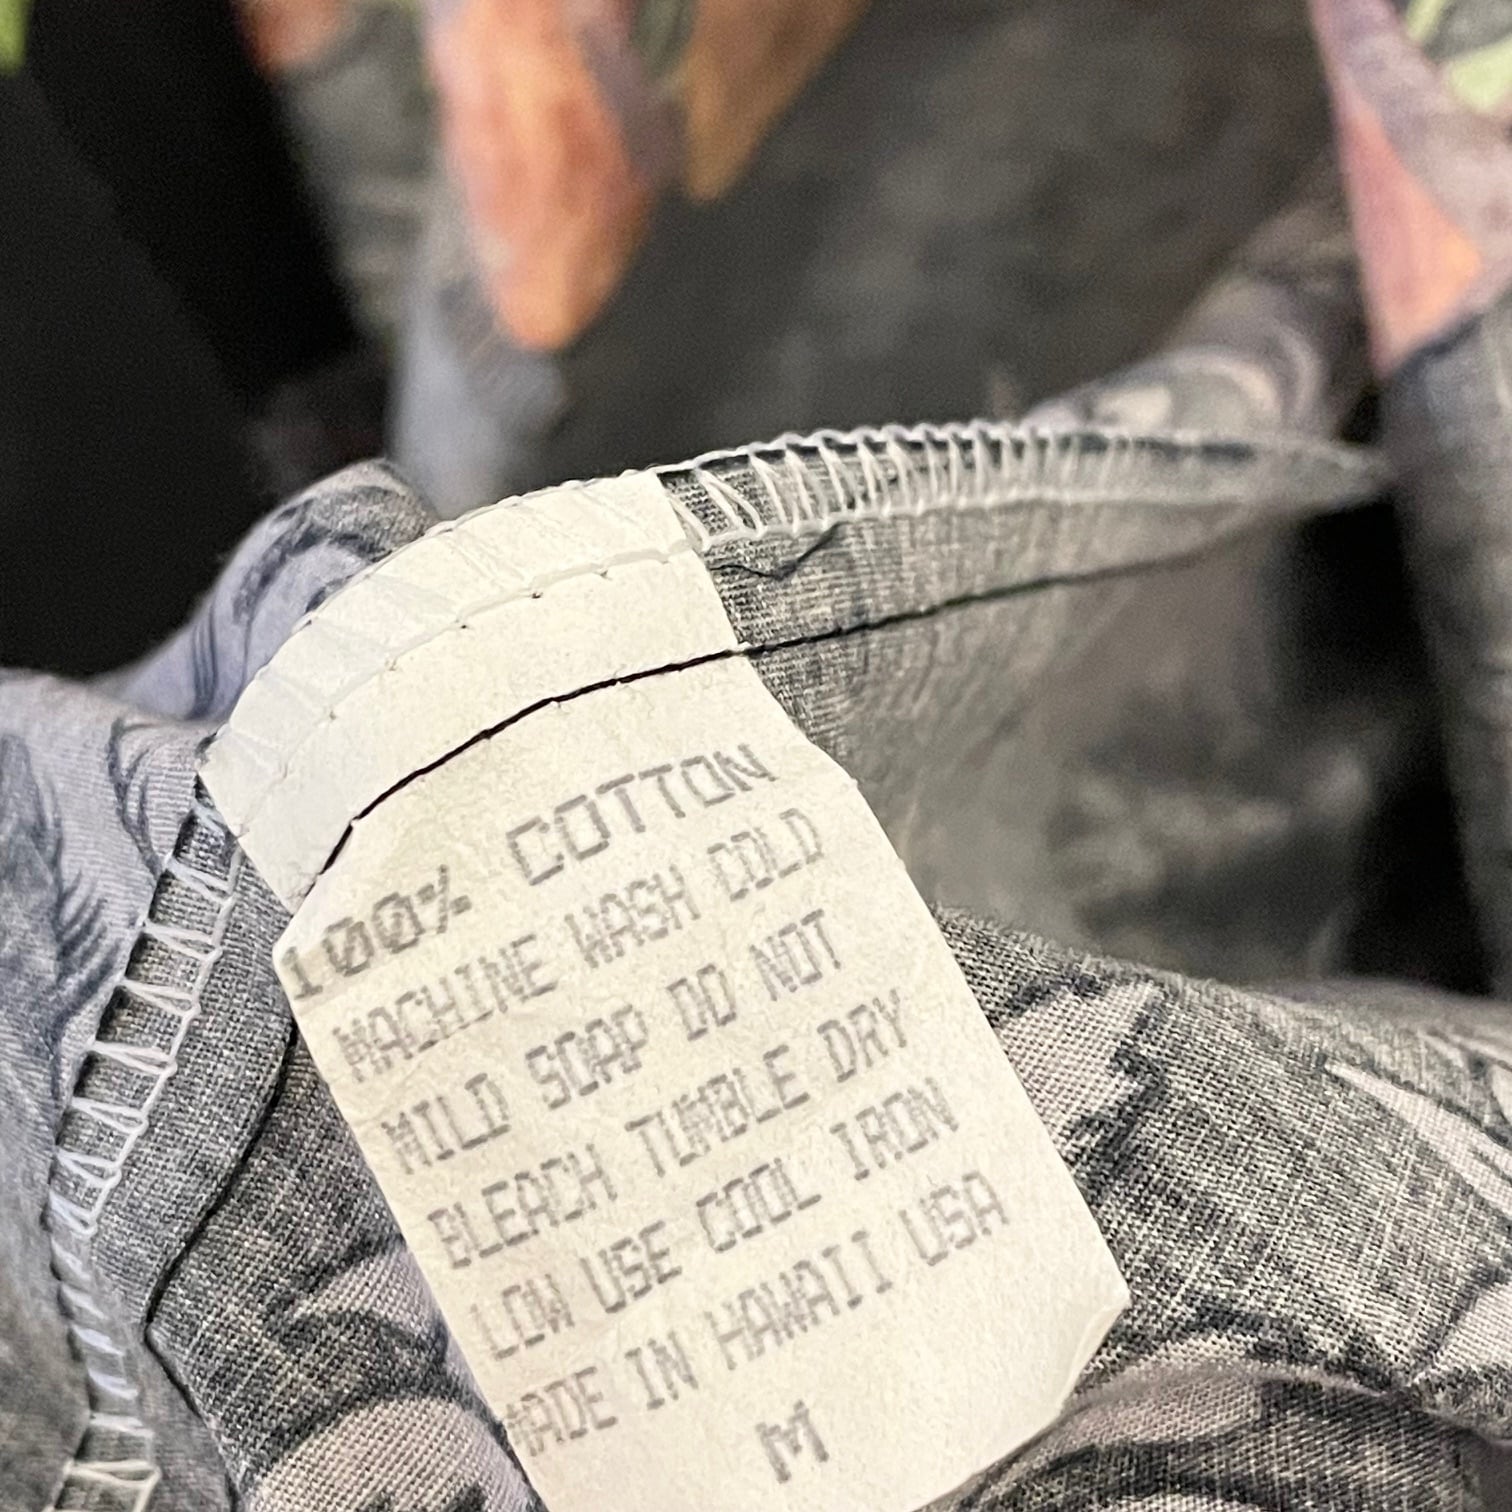 100% COTTON
MACHINE WASH COLD
MILD SOAP DO NOT
BLEACH TUMBLE DRY
LOW USE COOL IRON
MADE IN HAWAII USA
M